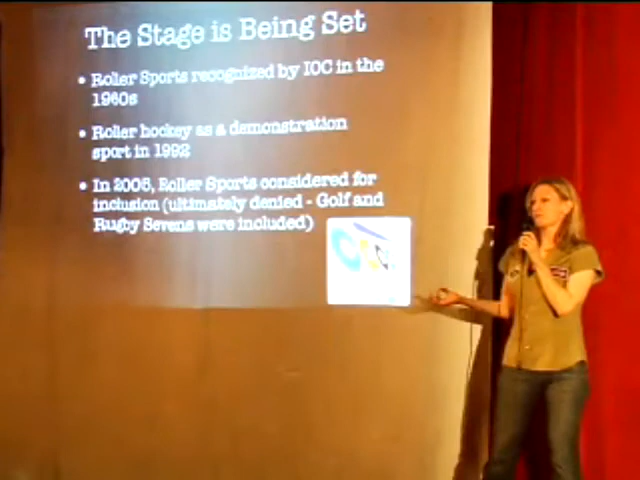 The Stage is Being Set
• Roller Sports recognized by IOC in the
1960s
• Roller hockey as a demonstration
sport in 1992
• In 2005, Roller Sports considered for
inclusion (ultimately denied - Golf and
Rugby Sevens were included)